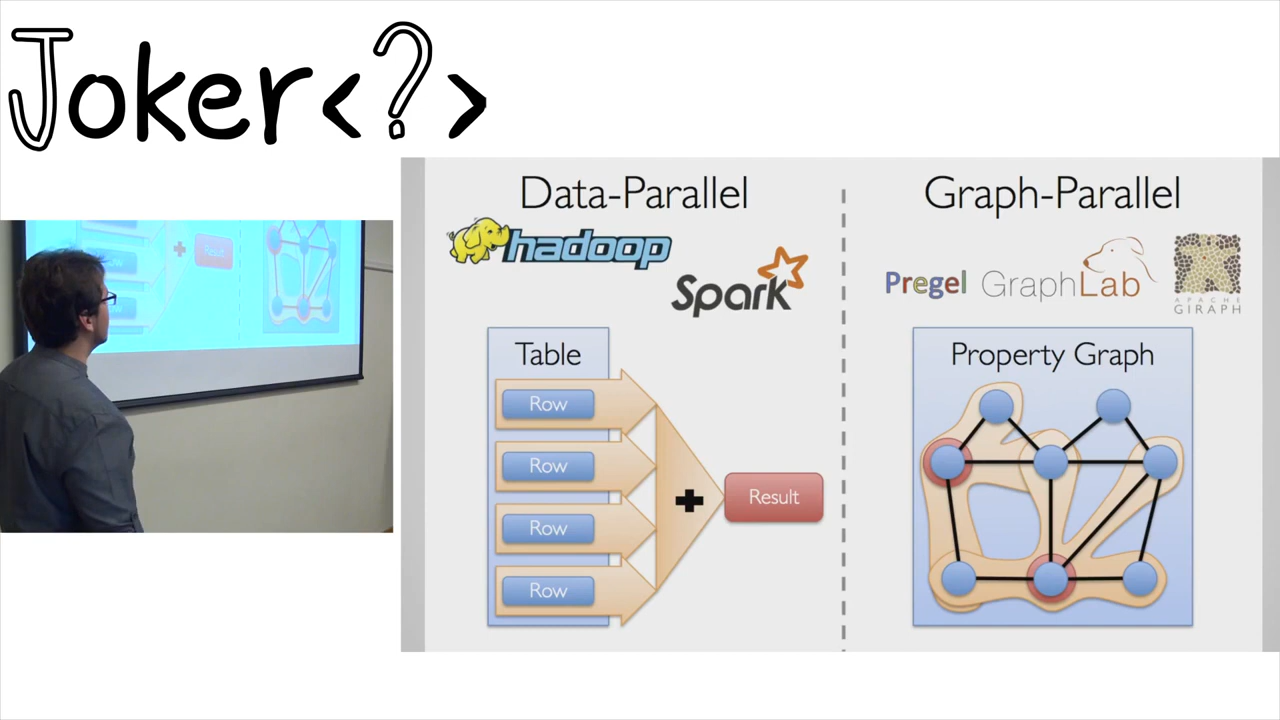 Joker<?>
Data-Parallel
Graph-Parallel
hadoop
Spark
Pregel
GraphLab
APACHE
GIRAPH
Table
Row
Row
Row
Row
Result
Property Graph
Result